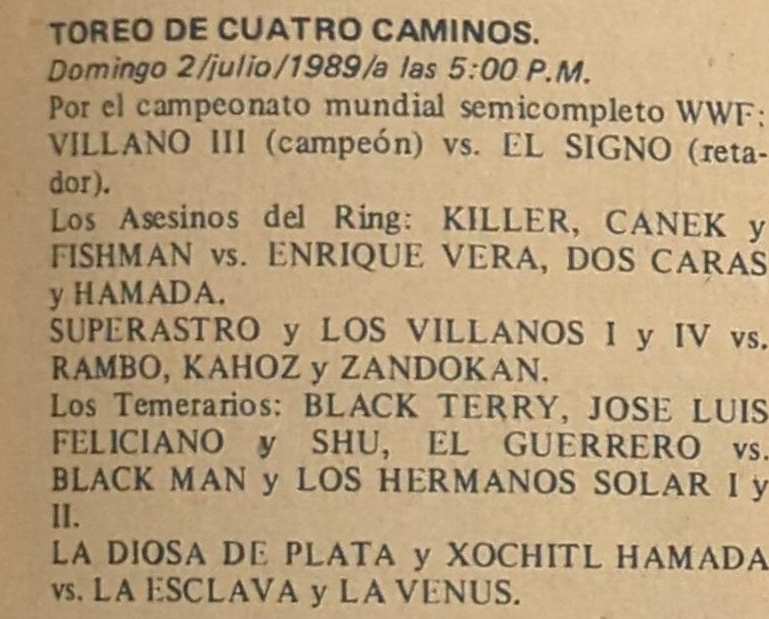 TOREO DE CUATRO CAMINOS.
Domingo 2/julio/1989/a las 5:00 P.M.
Por el campeonato mundial semicompleto WWF:
VILLANO III (campeón) vs. EL SIGNO (reta-
dor).
Los Asesinos del Ring: KILLER, CANEK y
FISHMAN vs. ENRIQUE VERA, DOS CARAS
y HAMADA.
SUPERASTRO y LOS VILLANOS I y IV vs.
RAMBO, KAHOZ y ZANDOKAN.
Los Temerarios: BLACK TERRY, JOSE LUIS
FELICIANO y SHU, EL GUERRERO vs.
BLACK MAN y LOS HERMANOS SOLAR I y
II.
LA DIOSA DE PLATA y XOCHITL HAMADA
vs. LA ESCLAVA y LA VENUS.